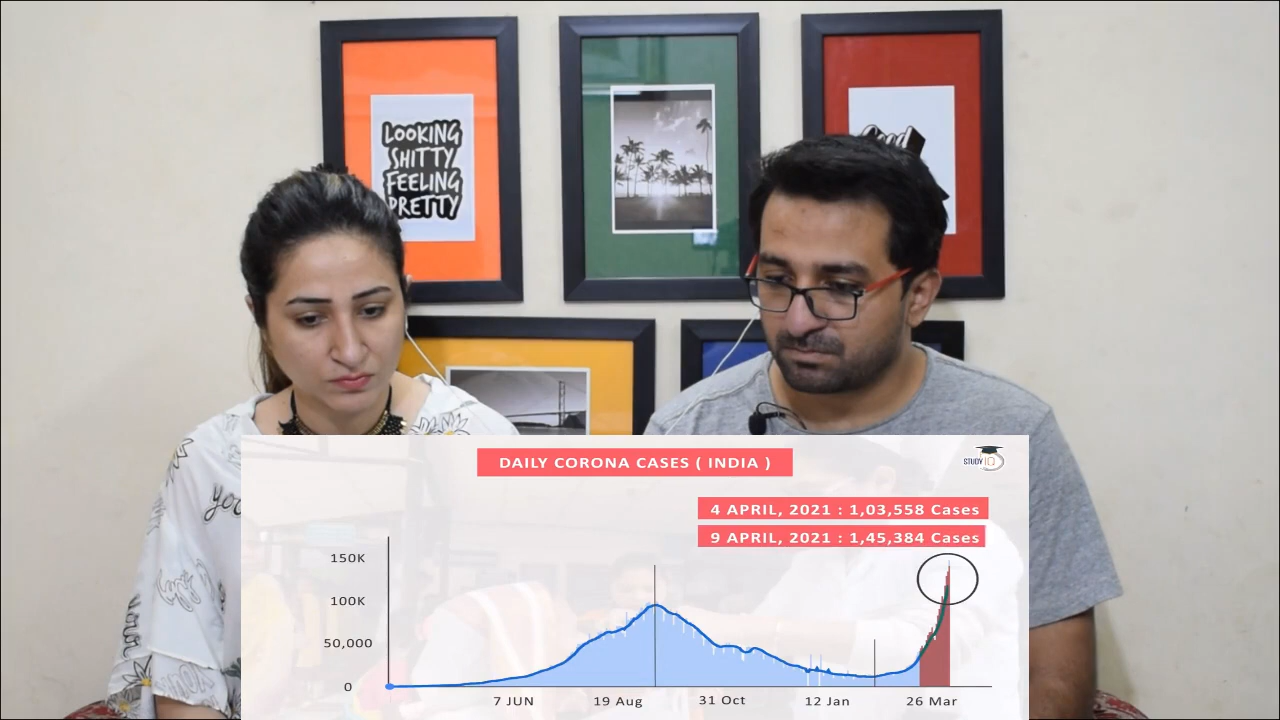 LOOKING
SHITTY
FEELING
PRETTY
you
DAILY CORONA CASES ( INDIA )
STUDY IQ
4 APRIL, 2021 : 1,03,558 Cases
9 APRIL, 2021 : 1,45,384 Cases
150K
100K
50,000
0
7 JUN
19 Aug
31 Oct
12 Jan
26 Mar